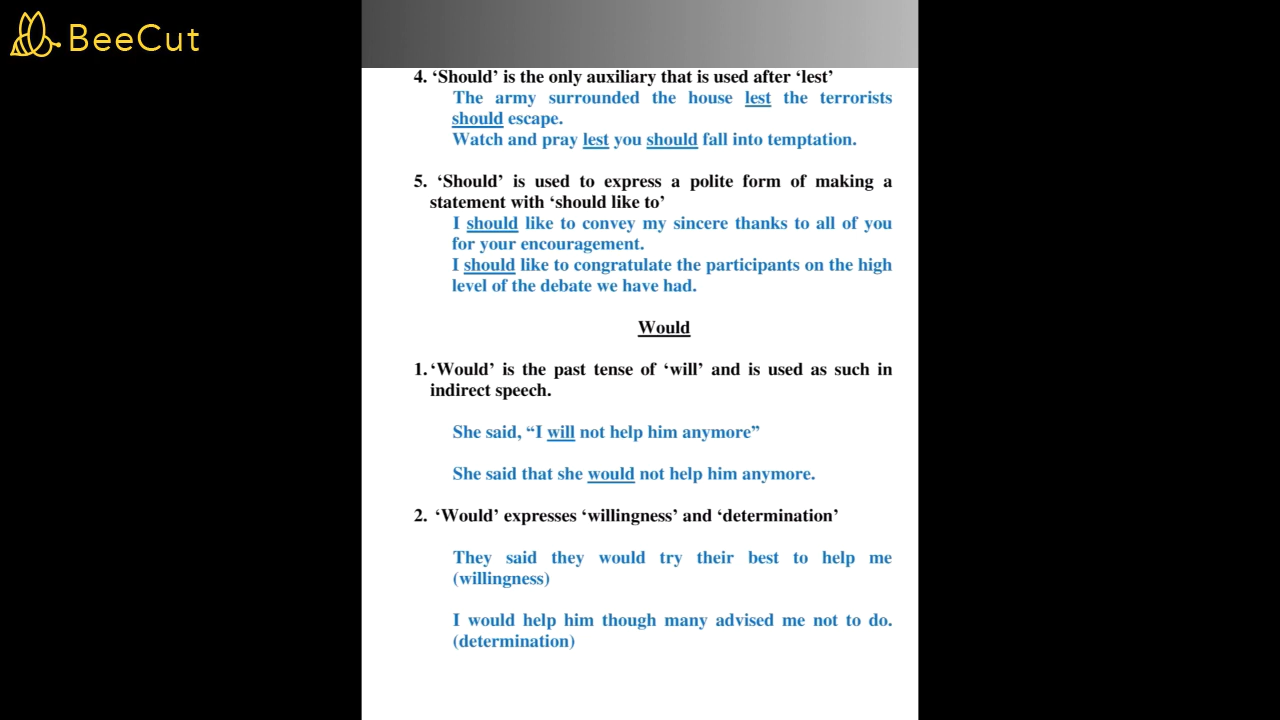 BeeCut
4. ‘Should’ is the only auxiliary that is used after ‘lest’
The army surrounded the house lest the terrorists
should escape.
Watch and pray lest you should fall into temptation.
5. ‘Should’ is used to express a polite form of making a
statement with ‘should like to’
I should like to convey my sincere thanks to all of you
for your encouragement.
I should like to congratulate the participants on the high
level of the debate we have had.
Would
1. ‘Would’ is the past tense of ‘will’ and is used as such in
indirect speech.
She said, “I will not help him anymore”
She said that she would not help him anymore.
2. ‘Would’ expresses ‘willingness’ and ‘determination’
They said they would try their best to help me
(willingness)
I would help him though many advised me not to do.
(determination)